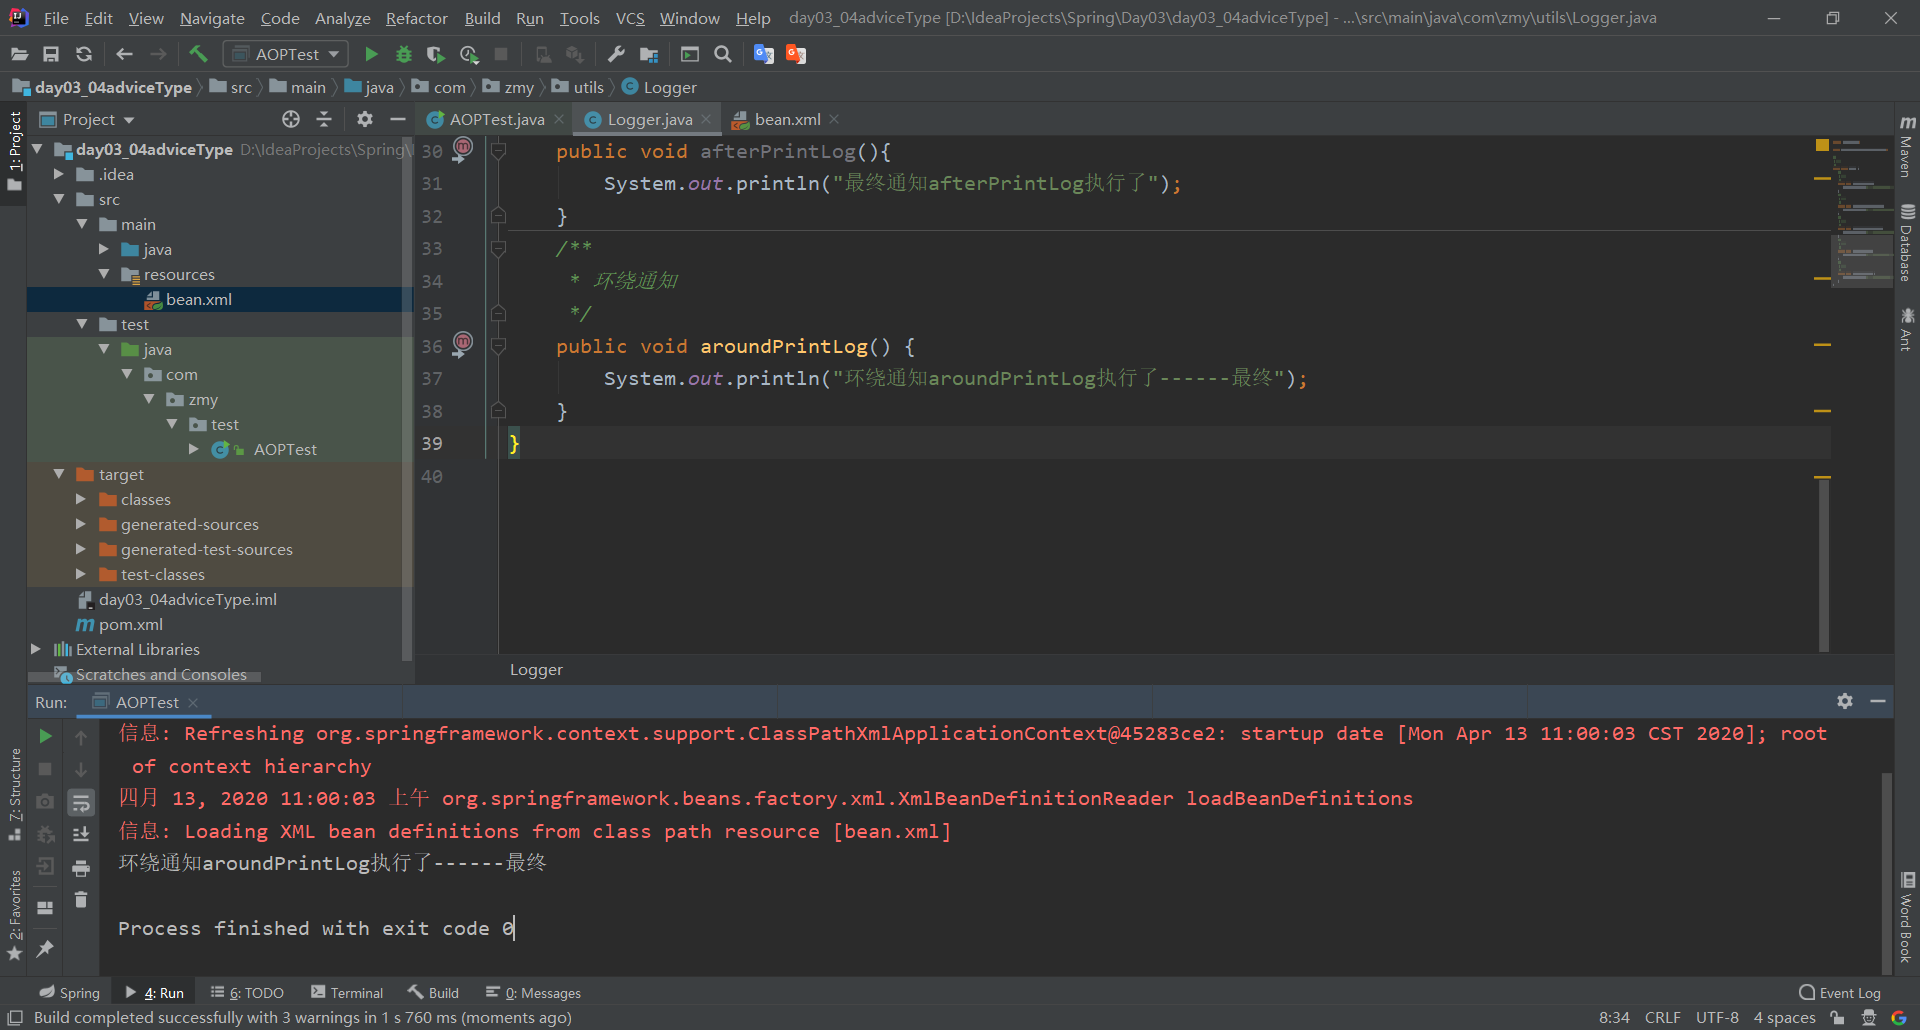 File Edit View Navigate Code Analyze Refactor Build Run Tools VCS Window Help day03_04adviceType [D:\IdeaProjects\Spring\Day03\day03_04adviceType] - ...\src\main\java\com\zmy\utils\Logger.java
AOPTest
day03_04adviceType src main java com zmy utils Logger
1: Project
Project
AOPTest.java Logger.java bean.xml
day03_04adviceType D:\IdeaProjects\Spring\
.idea
src
main
java
resources
bean.xml
test
java
com
zmy
test
AOPTest
target
classes
generated-sources
generated-test-sources
test-classes
day03_04adviceType.iml
pom.xml
External Libraries
Scratches and Consoles
30 public void afterPrintLog(){
31 System.out.println("最终通知afterPrintLog执行了");
32 }
33 /**
34 * 环绕通知
35 */
36 public void aroundPrintLog() {
37 System.out.println("环绕通知aroundPrintLog执行了------最终");
38 }
39 }
40
Logger
Maven
Database
Ant
Word Book
7: Structure
2: Favorites
Run: AOPTest
信息: Refreshing org.springframework.context.support.ClassPathXmlApplicationContext@45283ce2: startup date [Mon Apr 13 11:00:03 CST 2020]; root
of context hierarchy
四月 13, 2020 11:00:03 上午 org.springframework.beans.factory.xml.XmlBeanDefinitionReader loadBeanDefinitions
信息: Loading XML bean definitions from class path resource [bean.xml]
环绕通知aroundPrintLog执行了------最终
Process finished with exit code 0
Spring 4: Run 6: TODO Terminal Build 0: Messages Event Log
Build completed successfully with 3 warnings in 1 s 760 ms (moments ago) 8:34 CRLF UTF-8 4 spaces